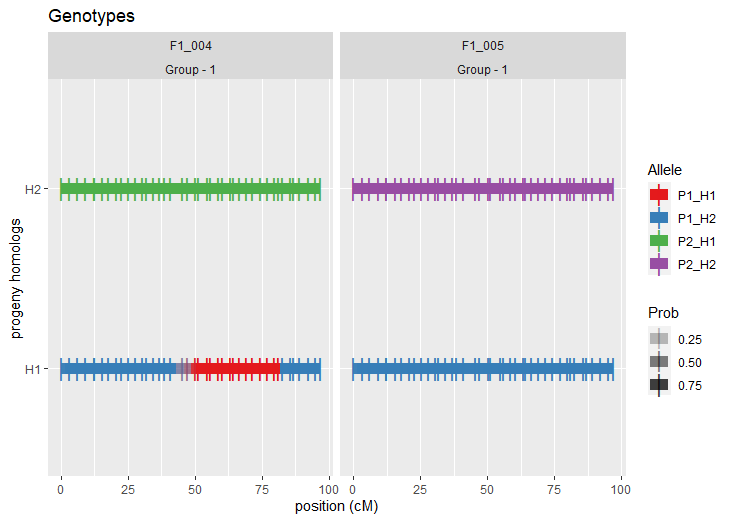 Genotypes
F1_004
F1_005
Group - 1
Group - 1
progeny homologs
H2
H1
0
25
50
75
100
0
25
50
75
100
position (cM)
Allele
P1_H1
P1_H2
P2_H1
P2_H2
Prob
0.25
0.50
0.75